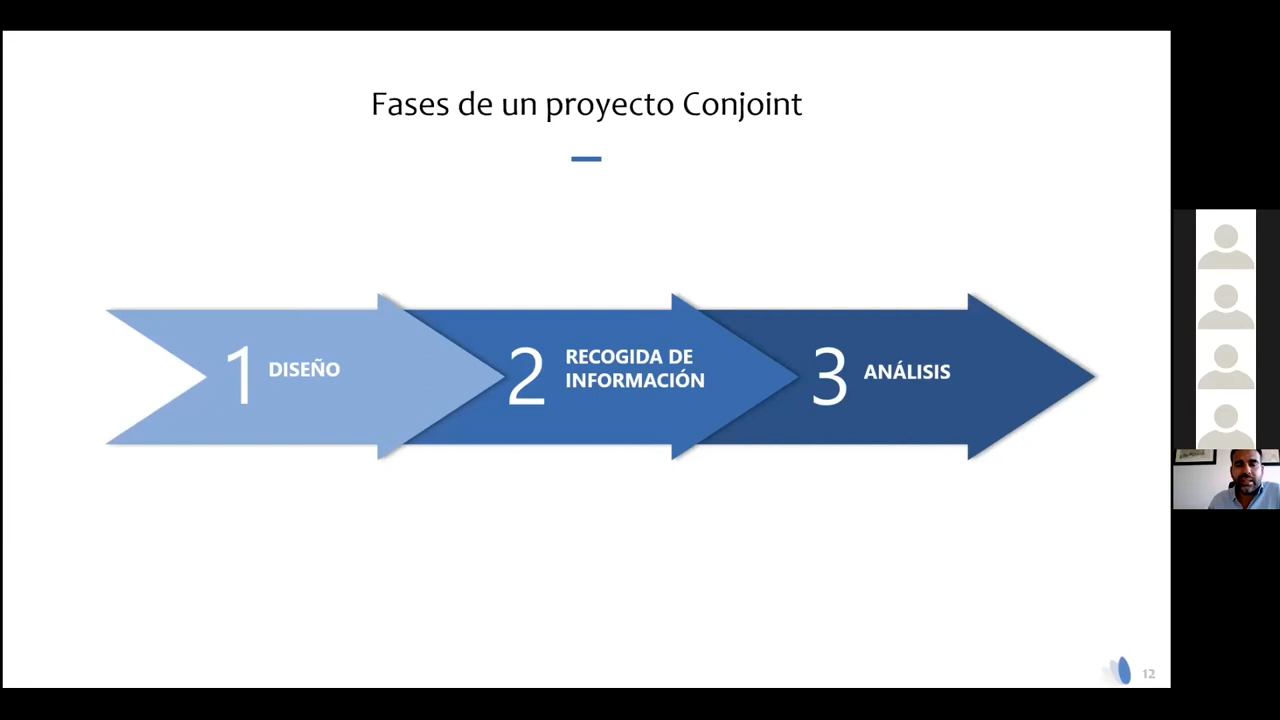 Fases de un proyecto Conjoint
1 DISEÑO
2 RECOGIDA DE
INFORMACIÓN
3 ANÁLISIS
12